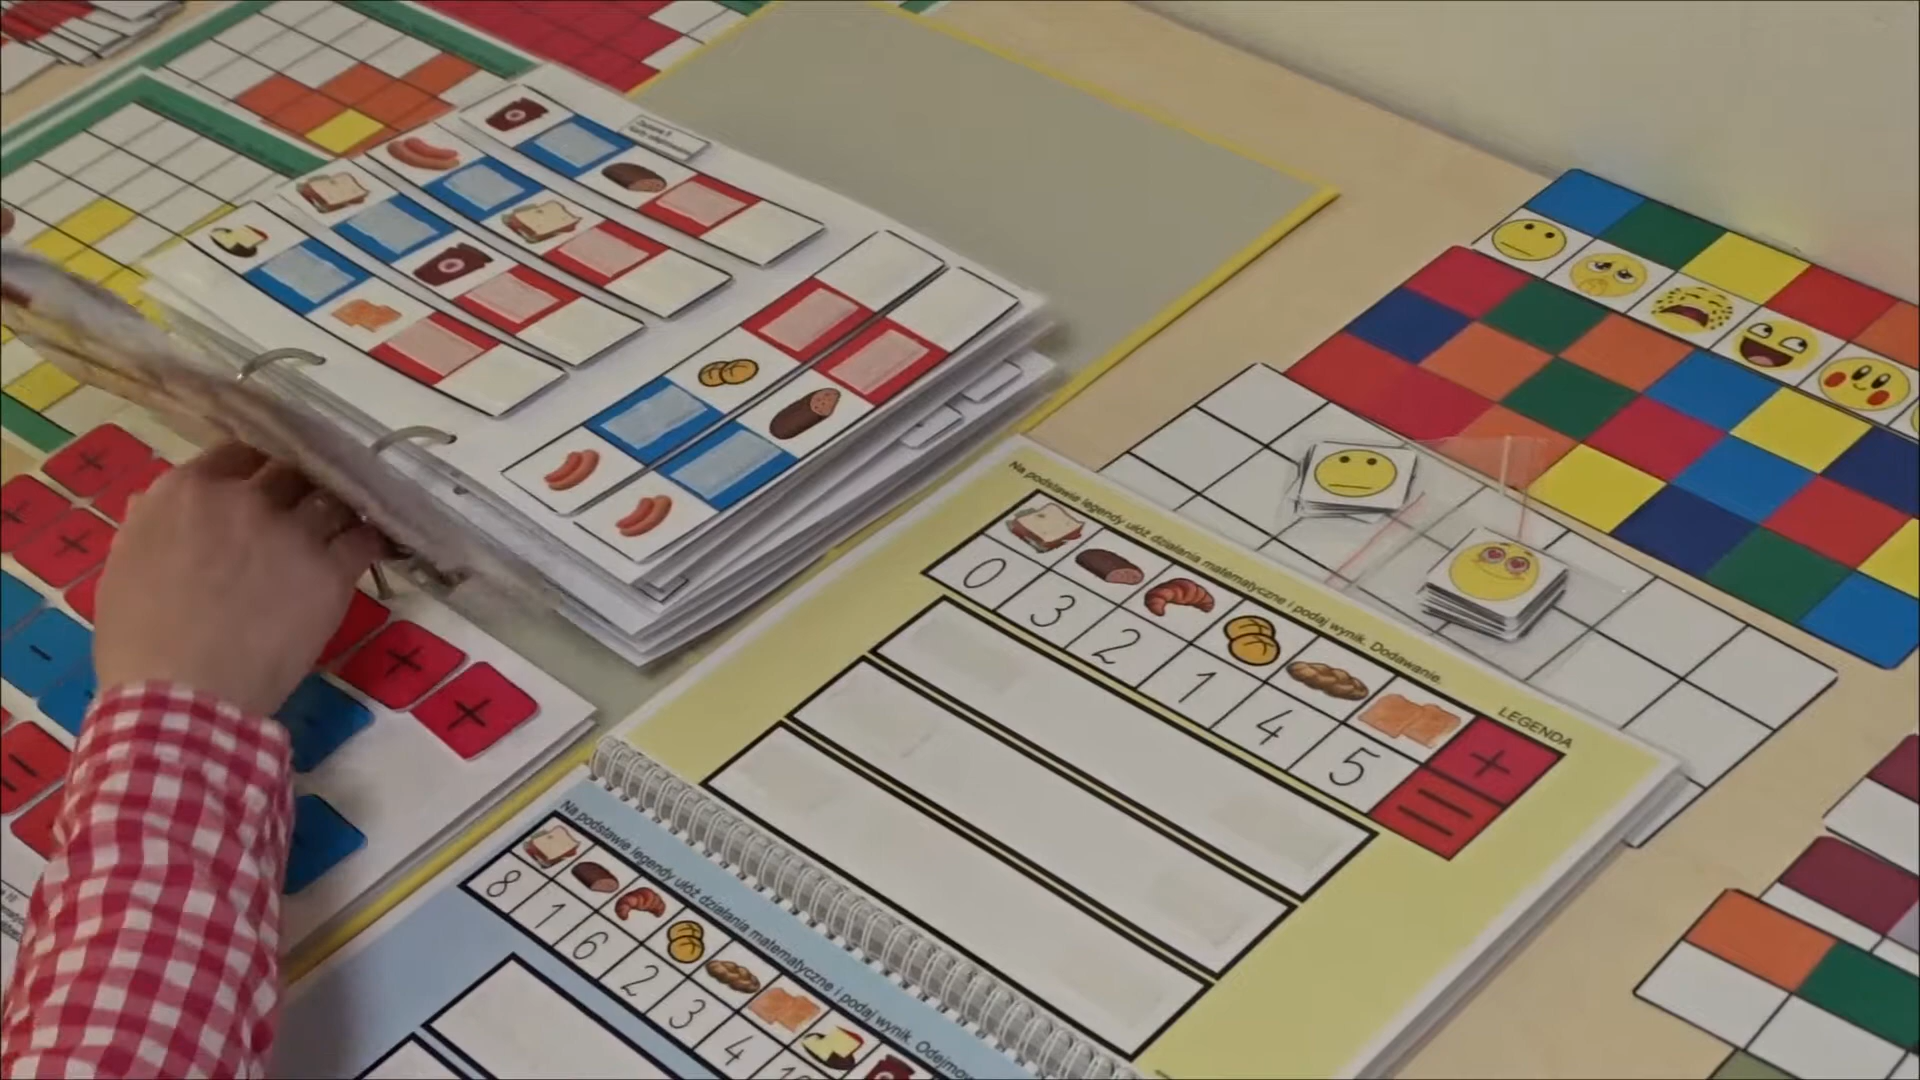 Na podstawie legendy ułóż działania matematyczne i podaj wynik. Dodawanie.
LEGENDA
0 3 2 1 4 5
+
=
Na podstawie legendy ułóż działania matematyczne i podaj wynik. Odejmow
8 1 6 2 3 4 10
+
+
+
+
+
-